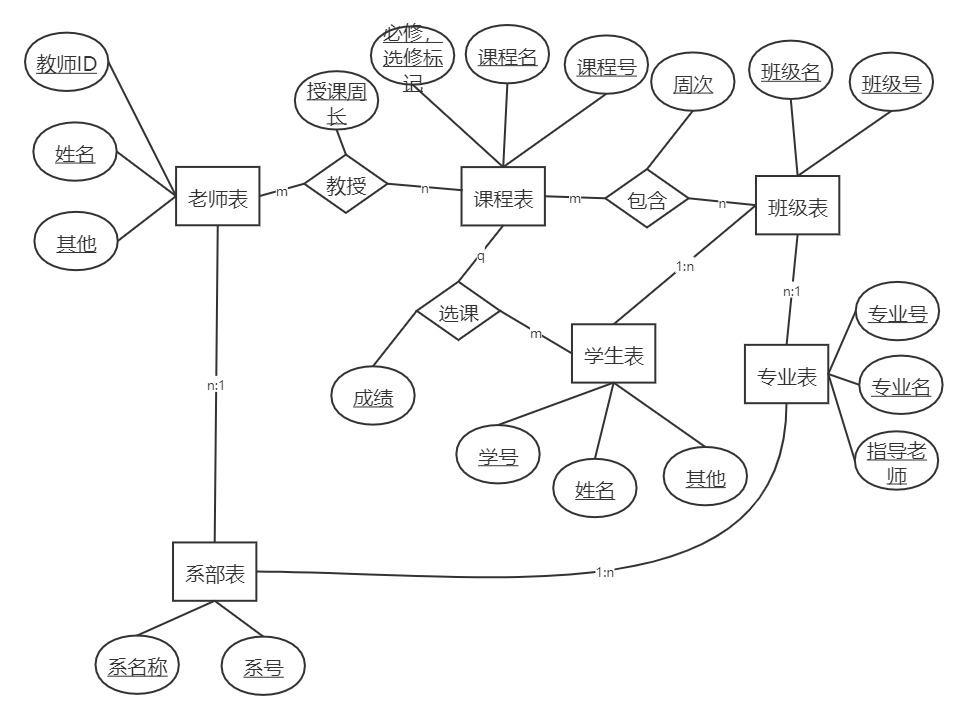 必修，
选修标
记
课程名
课程号
教师ID
班级名
班级号
周次
授课周
长
姓名
老师表
m
教授
n
课程表
m
包含
n
班级表
其他
q
1:n
n:1
选课
m
学生表
专业号
专业表
专业名
n:1
成绩
学号
姓名
其他
指导老
师
系部表
1:n
系名称
系号